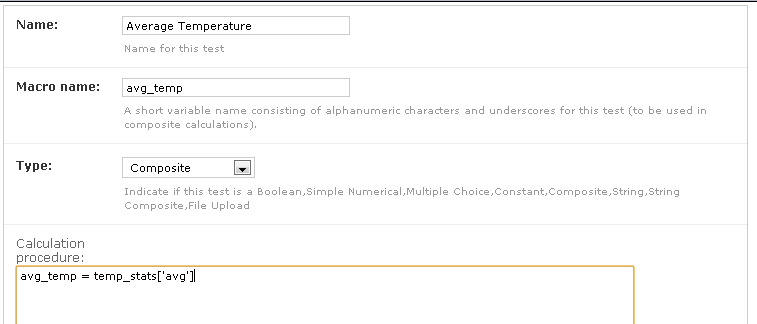 Name:
Average Temperature
Name for this test
Macro name:
avg_temp
A short variable name consisting of alphanumeric characters and underscores for this test (to be used in
composite calculations).
Type:
Composite
Indicate if this test is a Boolean,Simple Numerical,Multiple Choice,Constant,Composite,String,String
Composite,File Upload
Calculation
procedure:
avg_temp = temp_stats['avg']